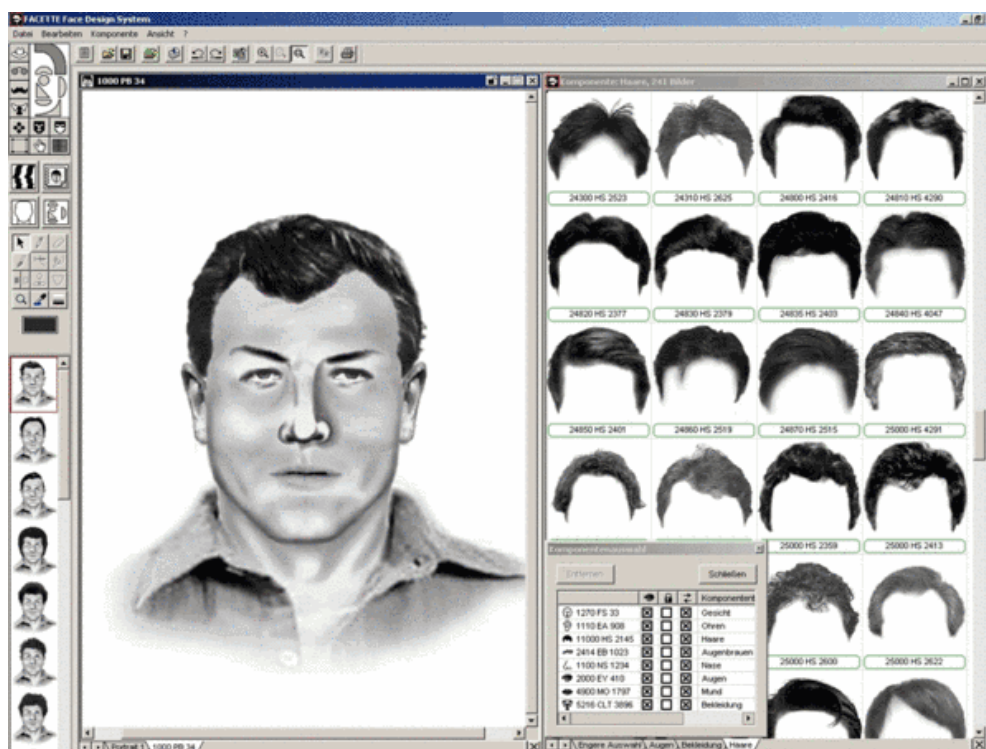 FACETTE Face Design System
Datei Bearbeiten Komponente Ansicht ?
1000 PB 34
Komponente: Haare, 241 Bilder
24300 HS 2523
24310 HS 2625
24800 HS 2416
24810 HS 4290
24820 HS 2377
24830 HS 2379
24835 HS 2403
24840 HS 4047
24850 HS 2401
24860 HS 2519
24870 HS 2515
25000 HS 4291
25000 HS 2359
25000 HS 2413
Komponentenauswahl
Entfernen
Schließen
Komponentent
1270 FS 33 Gesicht
1110 EA 908 Ohren
11000 HS 2145 Haare
2414 EB 1023 Augenbrauen
1100 NS 1234 Nase
2000 EY 410 Augen
4900 MO 1797 Mund
5216 CLT 3896 Bekleidung
25000 HS 2600
25000 HS 2622
Portrait 1 1000 PB 34
Engere Auswahl Augen Bekleidung Haare